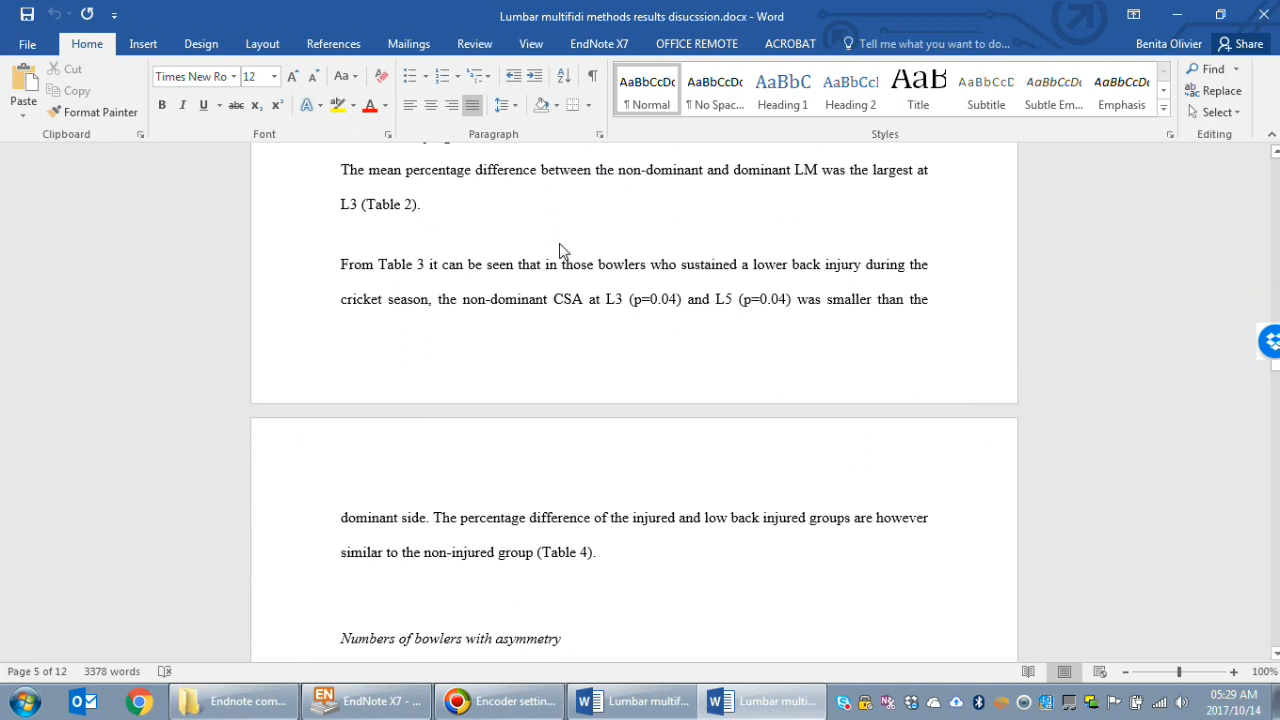 Lumbar multifidi methods results disucssion.docx - Word
File Home Insert Design Layout References Mailings Review View EndNote X7 OFFICE REMOTE ACROBAT Tell me what you want to do... Benita Olivier Share
Paste
Cut
Copy
Format Painter
Clipboard
Times New Ro 12
Font
Paragraph
AaBbCcDc ¶ Normal
AaBbCcDc ¶ No Spac...
AaBbC Heading 1
AaBbCcI Heading 2
AaB Title
AaBbCcD Subtitle
AaBbCcDc Subtle Em...
AaBbCcDc Emphasis
Styles
Find
Replace
Select
Editing
The mean percentage difference between the non-dominant and dominant LM was the largest at
L3 (Table 2).
From Table 3 it can be seen that in those bowlers who sustained a lower back injury during the
cricket season, the non-dominant CSA at L3 (p=0.04) and L5 (p=0.04) was smaller than the
dominant side. The percentage difference of the injured and low back injured groups are however
similar to the non-injured group (Table 4).
Numbers of bowlers with asymmetry
Page 5 of 12 3378 words 100%
Endnote com... EndNote X7 - ... Encoder settin... Lumbar multif... Lumbar multi... 05:29 AM
2017/10/14